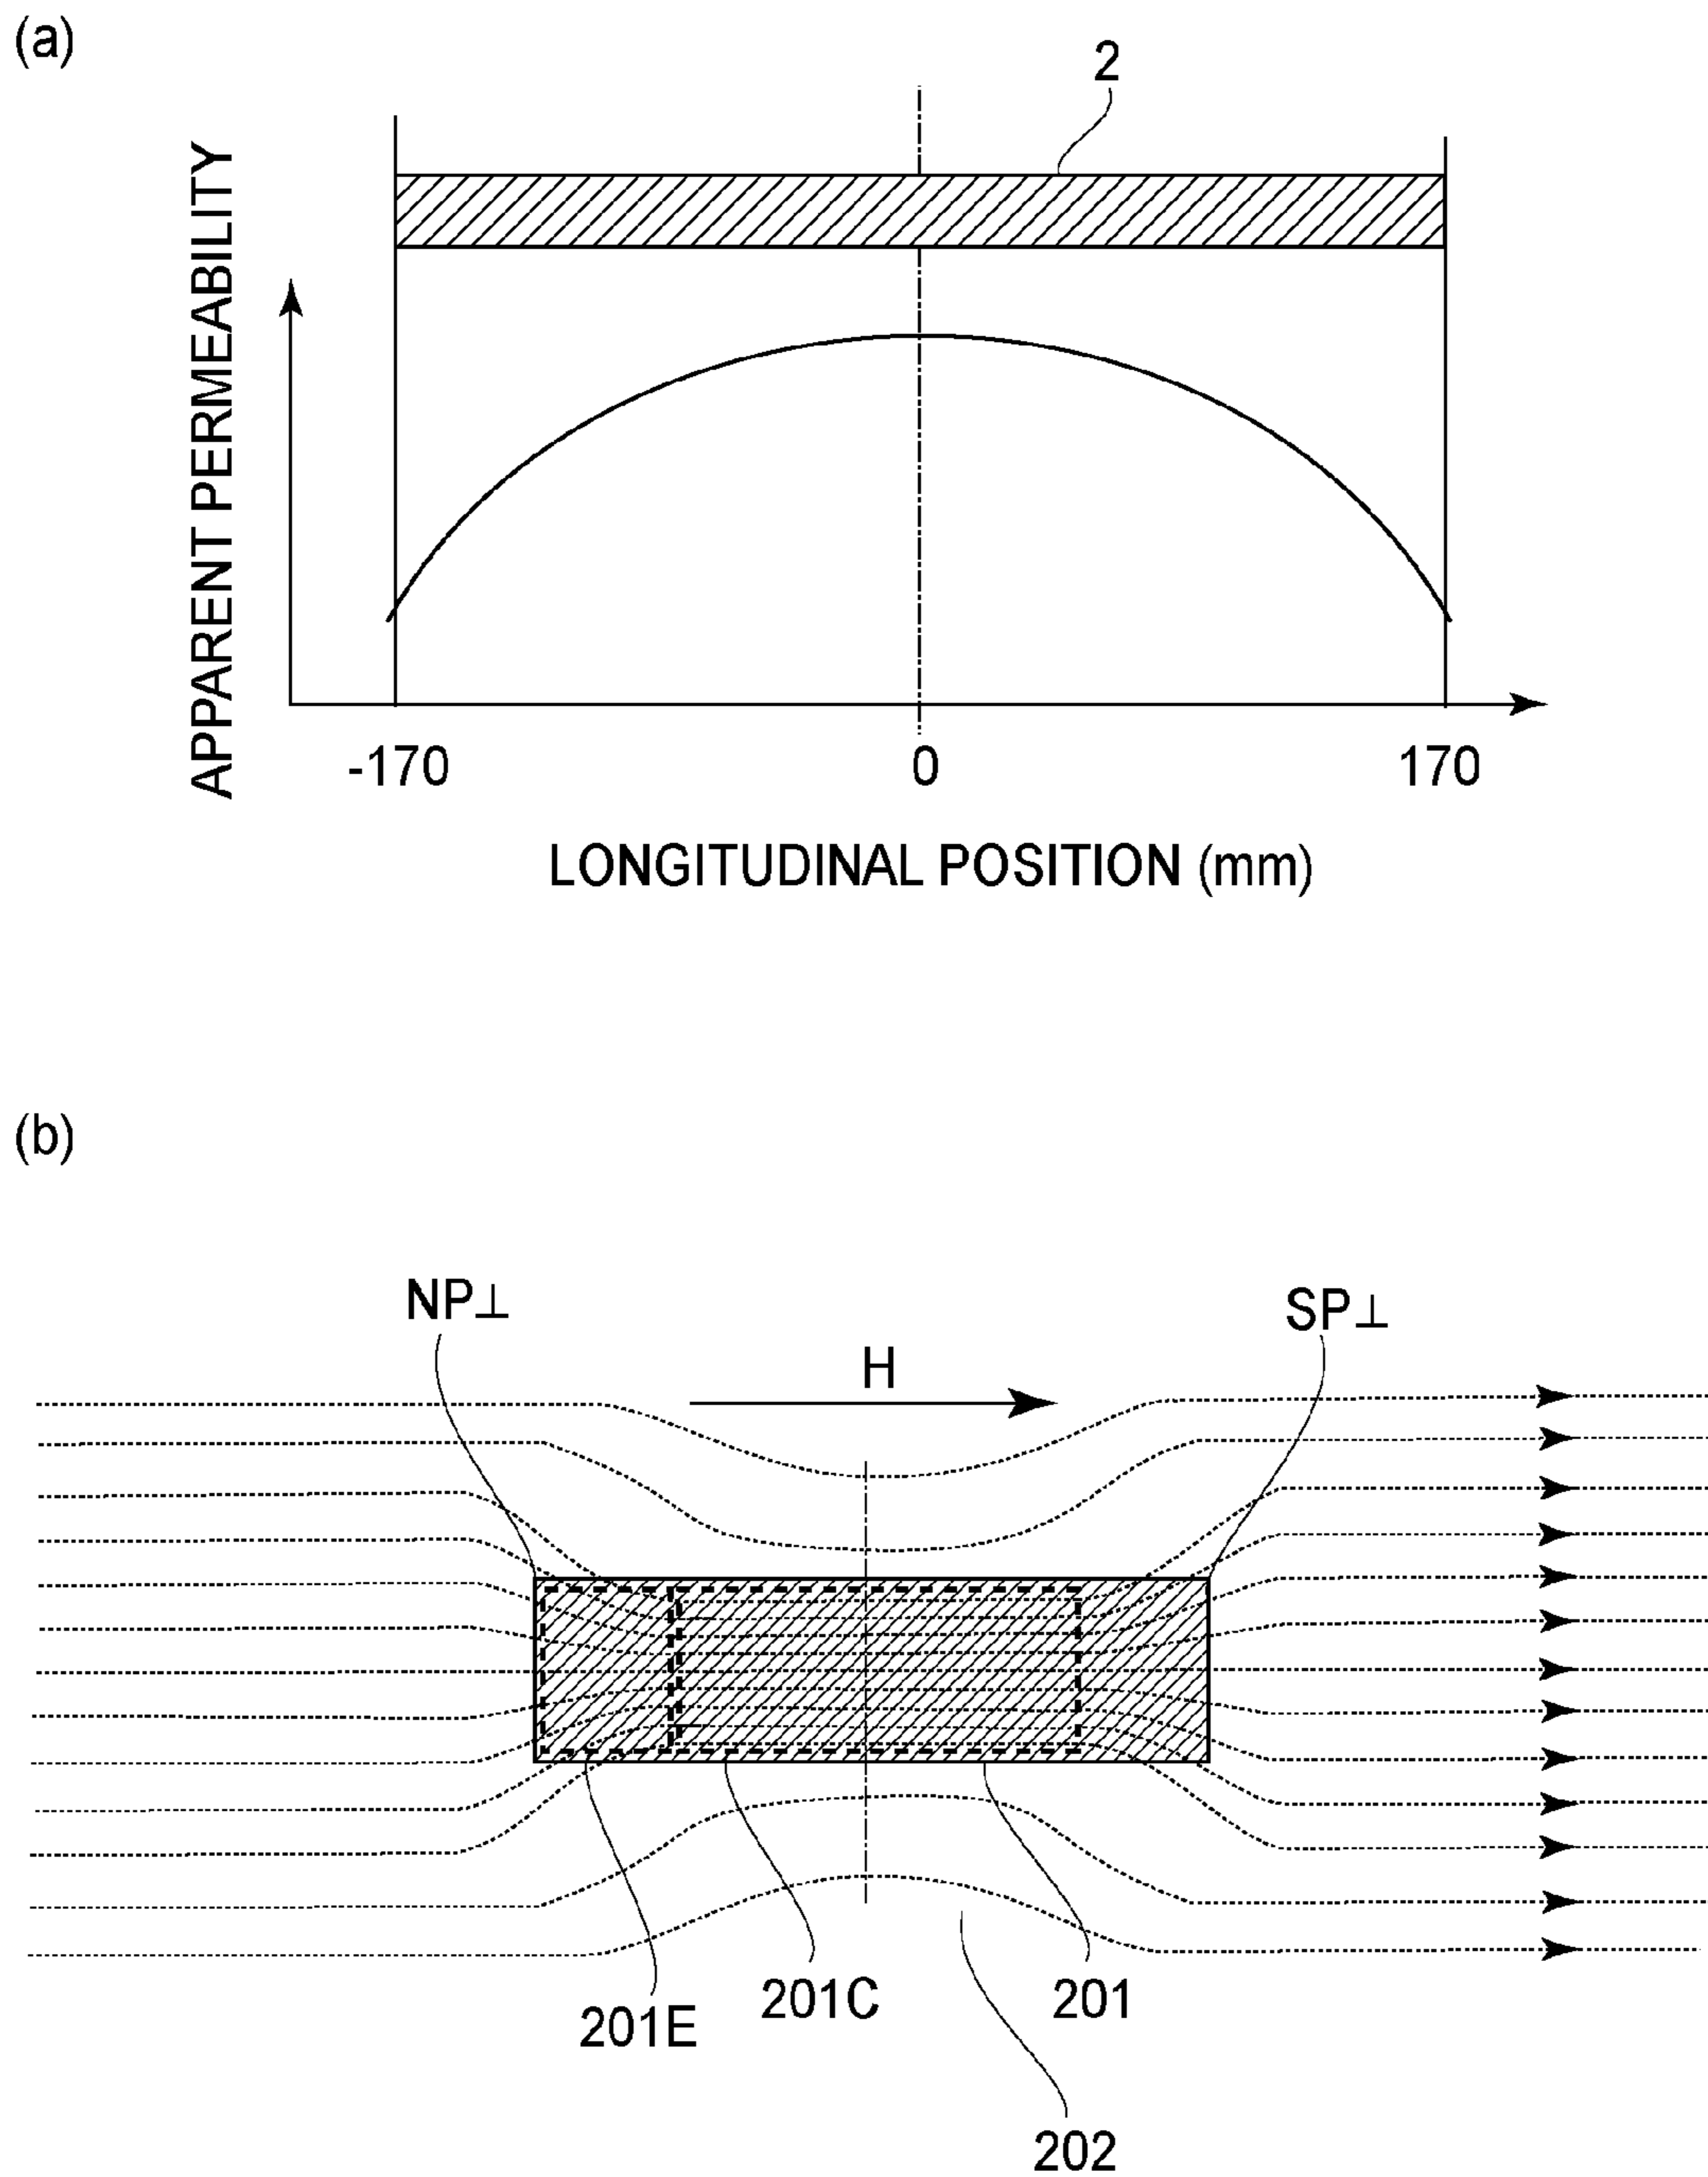 (a)
2
APPARENT PERMEABILITY
-170 0 170
LONGITUDINAL POSITION (mm)
(b)
NP⊥
SP⊥
H
201E
201C
201
202